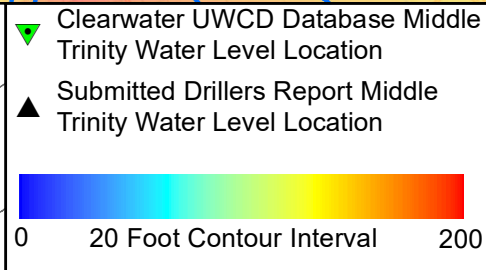 Clearwater UWCD Database Middle
Trinity Water Level Location
Submitted Drillers Report Middle
Trinity Water Level Location
0 20 Foot Contour Interval 200